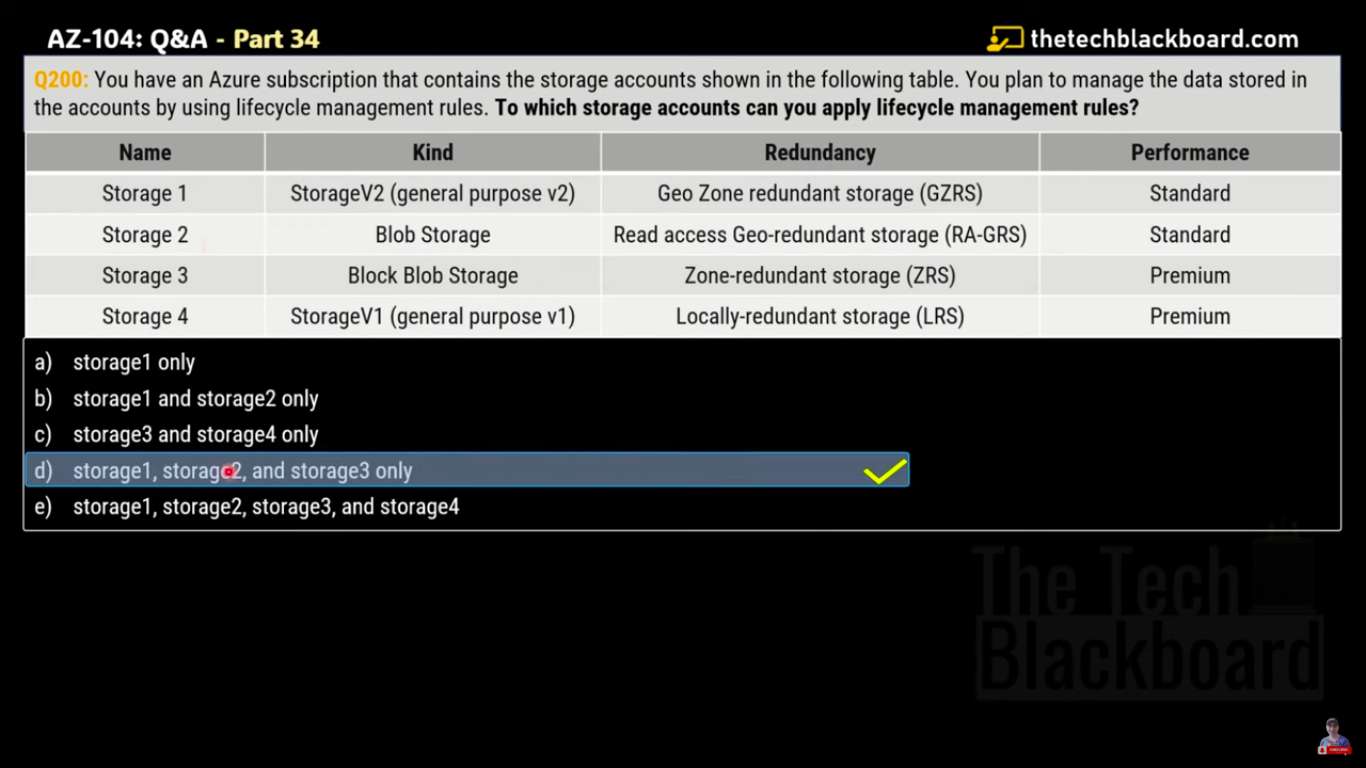 AZ-104: Q&A - Part 34
thetechblackboard.com
Q200: You have an Azure subscription that contains the storage accounts shown in the following table. You plan to manage the data stored in
the accounts by using lifecycle management rules. To which storage accounts can you apply lifecycle management rules?
Name Kind Redundancy Performance
Storage 1 StorageV2 (general purpose v2) Geo Zone redundant storage (GZRS) Standard
Storage 2 Blob Storage Read access Geo-redundant storage (RA-GRS) Standard
Storage 3 Block Blob Storage Zone-redundant storage (ZRS) Premium
Storage 4 StorageV1 (general purpose v1) Locally-redundant storage (LRS) Premium
a) storage1 only
b) storage1 and storage2 only
c) storage3 and storage4 only
d) storage1, storage2, and storage3 only
e) storage1, storage2, storage3, and storage4
The Tech
Blackboard